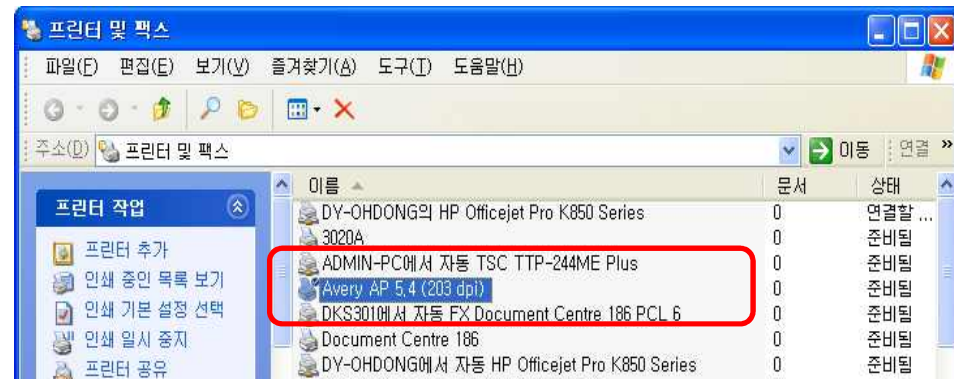 프린터 및 팩스
파일(F) 편집(E) 보기(V) 즐겨찾기(A) 도구(T) 도움말(H)
주소(D) 프린터 및 팩스 이동 연결 »
이름 문서 상태
프린터 작업
프린터 추가
인쇄 중인 목록 보기
인쇄 기본 설정 선택
인쇄 일시 중지
프린터 공유
DY-OHDONG의 HP Officejet Pro K850 Series 0 연결할 ...
3020A 0 준비됨
ADMIN-PC에서 자동 TSC TTP-244ME Plus 0 준비됨
Avery AP 5.4 (203 dpi) 0 준비됨
DKS301에서 자동 FX Document Centre 186 PCL 6 0 준비됨
Document Centre 186 0 준비됨
DY-OHDONG에서 자동 HP Officejet Pro K850 Series 0 준비됨